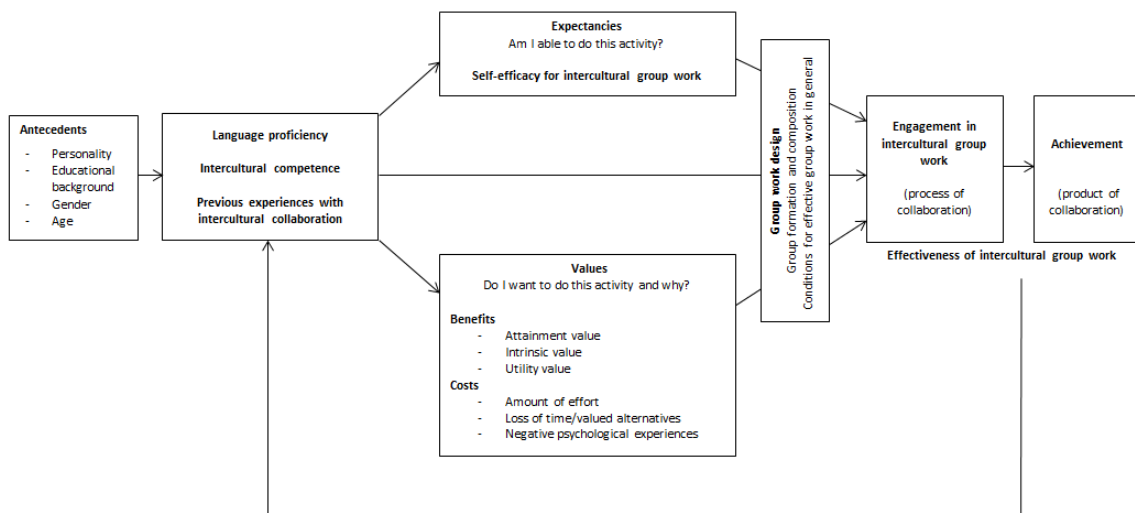 Antecedents
- Personality
- Educational
background
- Gender
- Age
Language proficiency
Intercultural competence
Previous experiences with
intercultural collaboration
Expectancies
Am I able to do this activity?
Self-efficacy for intercultural group work
Values
Do I want to do this activity and why?
Benefits
- Attainment value
- Intrinsic value
- Utility value
Costs
- Amount of effort
- Loss of time/valued alternatives
- Negative psychological experiences
Group work design
Group formation and composition
Conditions for effective group work in general
Engagement in
intercultural group
work
(process of
collaboration)
Achievement
(product of
collaboration)
Effectiveness of intercultural group work